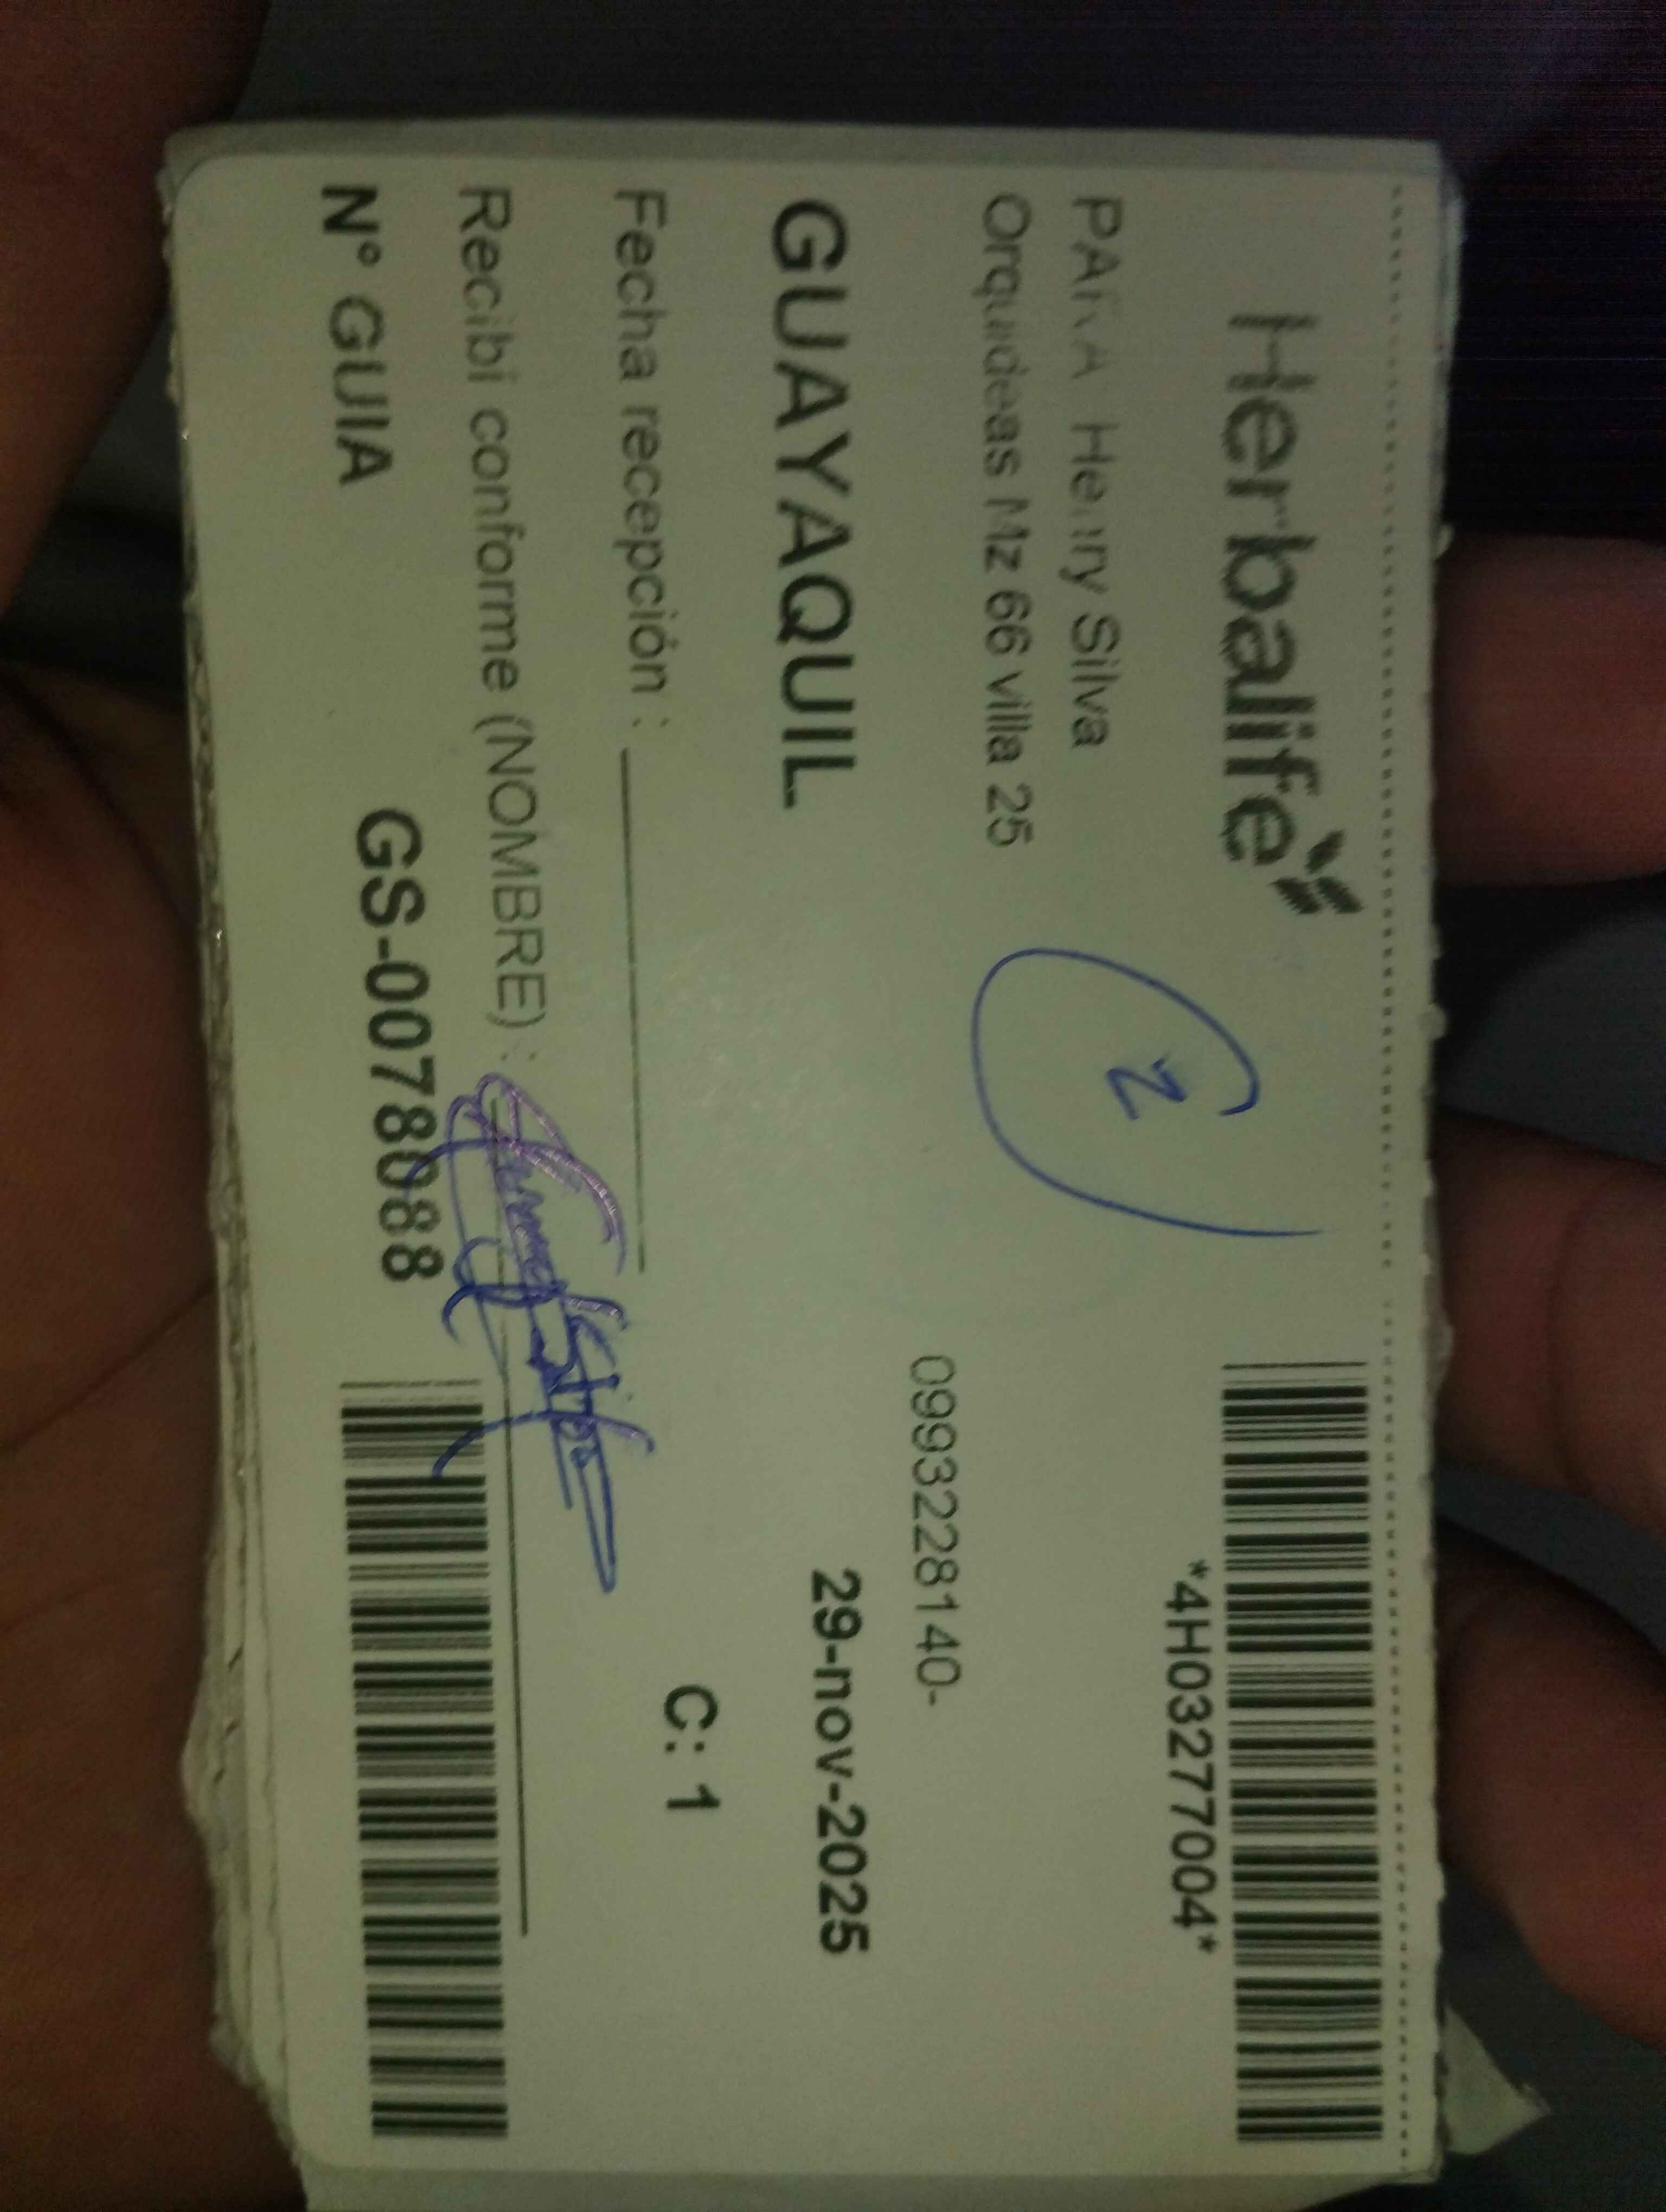 Herbalife
*4H03277004*
PARA Henry Silva
Orquideas Mz 66 villa 25
2
0993228140-
GUAYAQUIL
29-nov-2025
C: 1
Fecha recepción :
Recibi conforme (NOMBRE) :
N° GUIA
GS-0078088